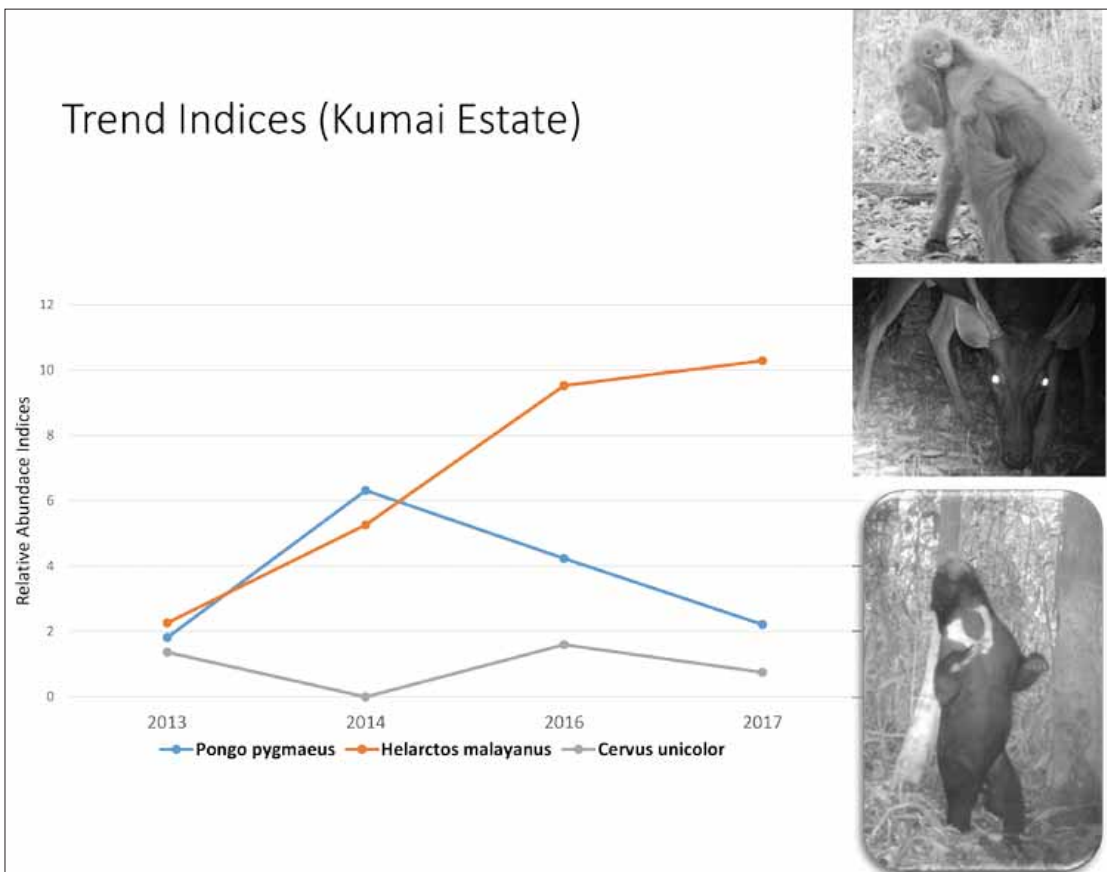 Trend Indices (Kumai Estate)
Relative Abundace Indices
12
10
8
6
4
2
0
2013 2014 2016 2017
Pongo pygmaeus Helarctos malayanus Cervus unicolor